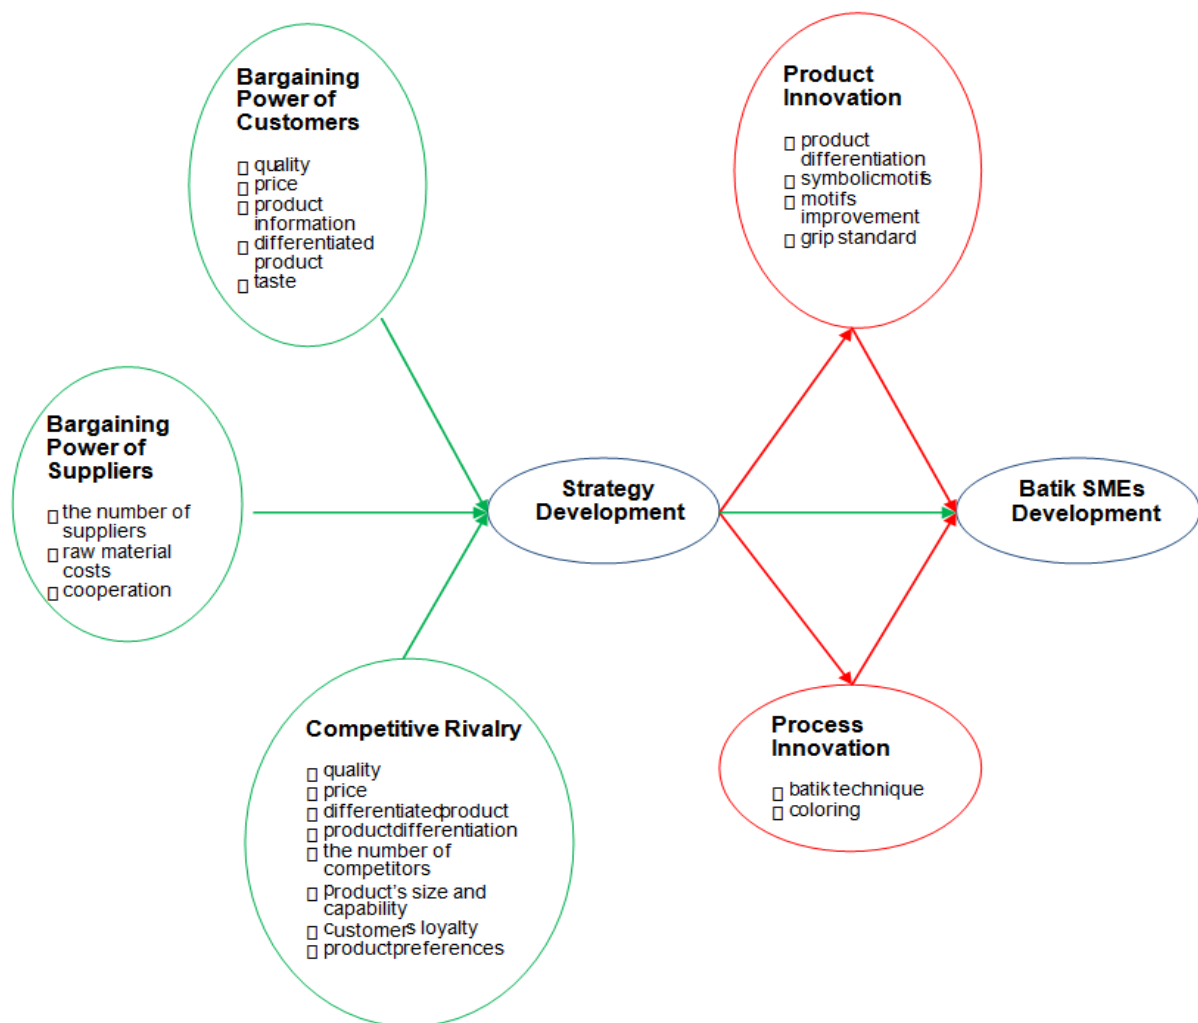 Bargaining
Power of
Customers
▯ quality
▯ price
▯ product
information
▯ differentiated
product
▯ taste
Bargaining
Power of
Suppliers
▯ the number of
suppliers
▯ raw material
costs
▯ cooperation
Competitive Rivalry
▯ quality
▯ price
▯ differentiatedproduct
▯ productdifferentiation
▯ the number of
competitors
▯ product's size and
capability
▯ customer's loyalty
▯ productpreferences
Strategy
Development
Product
Innovation
▯ product
differentiation
▯ symbolicmotifs
▯ motifs
improvement
▯ grip standard
Process
Innovation
▯ batik technique
▯ coloring
Batik SMEs
Development